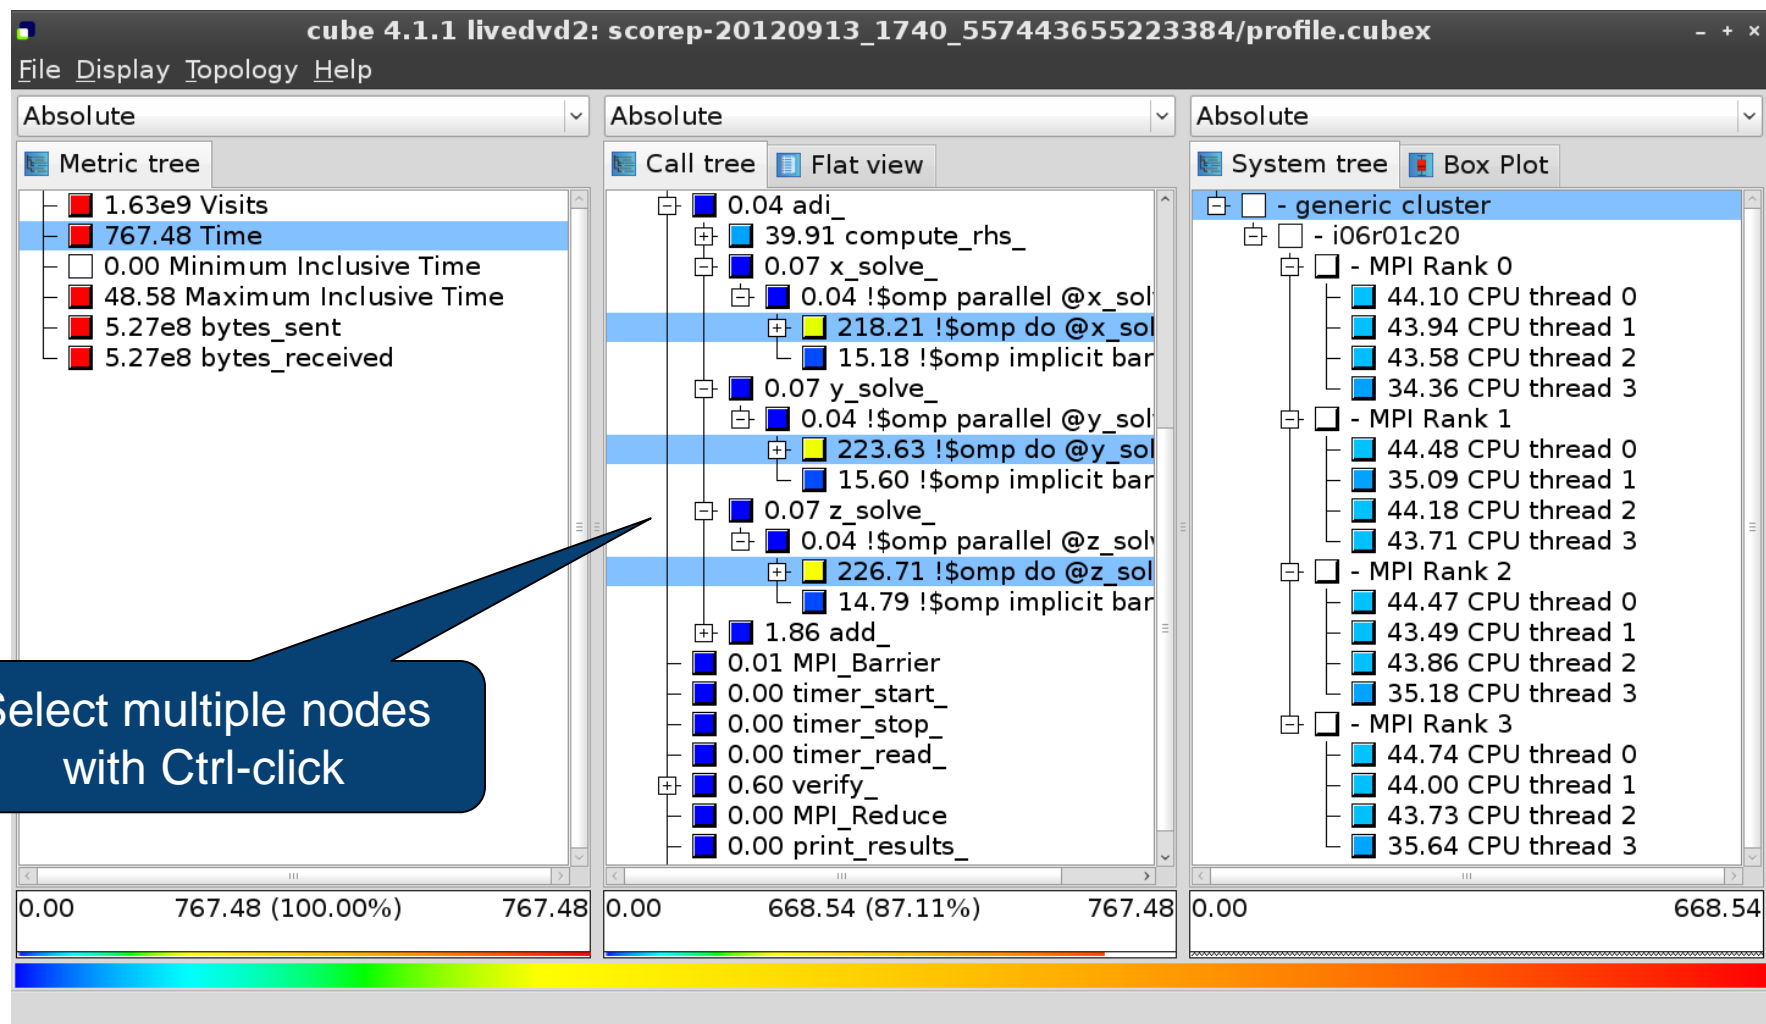 cube 4.1.1 livedvd2: scorep-20120913_1740_557443655223384/profile.cubex
File Display Topology Help
Absolute
Metric tree
1.63e9 Visits
767.48 Time
0.00 Minimum Inclusive Time
48.58 Maximum Inclusive Time
5.27e8 bytes_sent
5.27e8 bytes_received
0.00 767.48 (100.00%) 767.48
Absolute
Call tree Flat view
0.04 adi_
39.91 compute_rhs_
0.07 x_solve_
0.04 !$omp parallel @x_sol
218.21 !$omp do @x_sol
15.18 !$omp implicit bar
0.07 y_solve_
0.04 !$omp parallel @y_sol
223.63 !$omp do @y_sol
15.60 !$omp implicit bar
0.07 z_solve_
0.04 !$omp parallel @z_solv
226.71 !$omp do @z_sol
14.79 !$omp implicit bar
1.86 add_
0.01 MPI_Barrier
0.00 timer_start_
0.00 timer_stop_
0.00 timer_read_
0.60 verify_
0.00 MPI_Reduce
0.00 print_results_
0.00 668.54 (87.11%) 767.48
Absolute
System tree Box Plot
- generic cluster
- i06r01c20
- MPI Rank 0
44.10 CPU thread 0
43.94 CPU thread 1
43.58 CPU thread 2
34.36 CPU thread 3
- MPI Rank 1
44.48 CPU thread 0
35.09 CPU thread 1
44.18 CPU thread 2
43.71 CPU thread 3
- MPI Rank 2
44.47 CPU thread 0
43.49 CPU thread 1
43.86 CPU thread 2
35.18 CPU thread 3
- MPI Rank 3
44.74 CPU thread 0
44.00 CPU thread 1
43.73 CPU thread 2
35.64 CPU thread 3
0.00 668.54
Select multiple nodes
with Ctrl-click